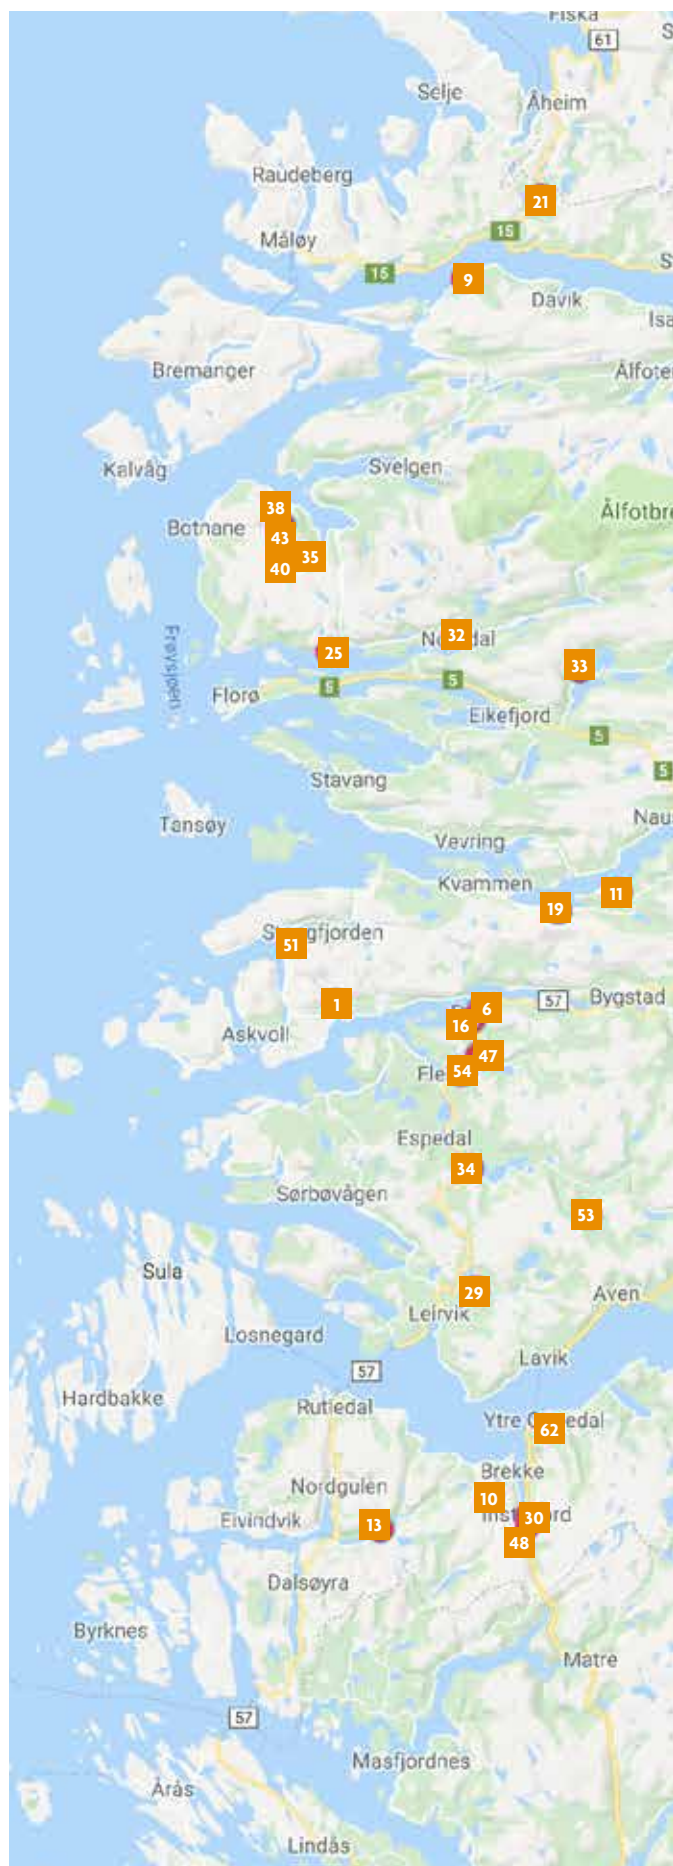 Fiska
61
S
Selje
Åheim
Raudeberg
21
Måløy
15
15
S
9
Davik
Isa
Bremanger
Ålfoten
Kalvåg
Svelgen
38
Ålfotbre
Botnane
43
35
40
Frøysjøen
32
25
33
Florø
5
5
Eikefjord
5
Stavang
5
Tansøy
Nau
Vevring
Kvammen
11
19
51
1
6
57
Bygstad
16
Askvoll
47
54
Espedal
34
Sørbøvågen
53
Sula
29
Aven
Leirvik
Losnegard
Lavik
57
Hardbakke
Rutledal
62
Brekke
Nordgulen
10
Eivindvik
13
30
48
Dalsøyra
Byrknes
Matre
57
Masfjordnes
Årås
Lindås